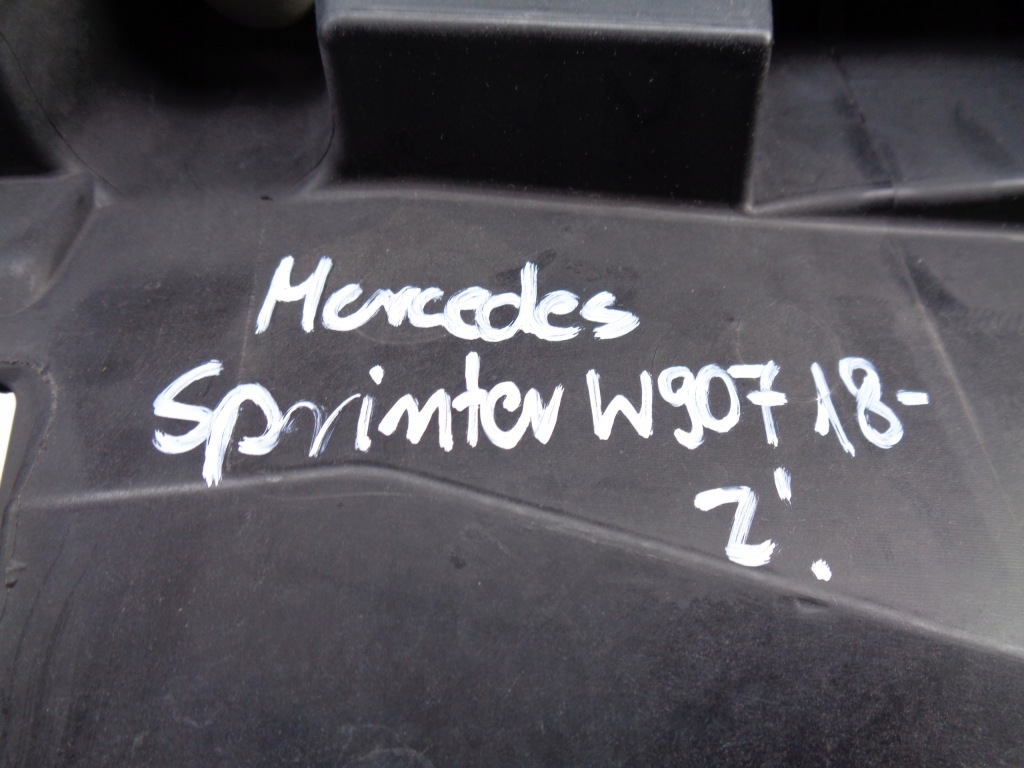 Mercedes
Sprinter W907 18-
Z'.